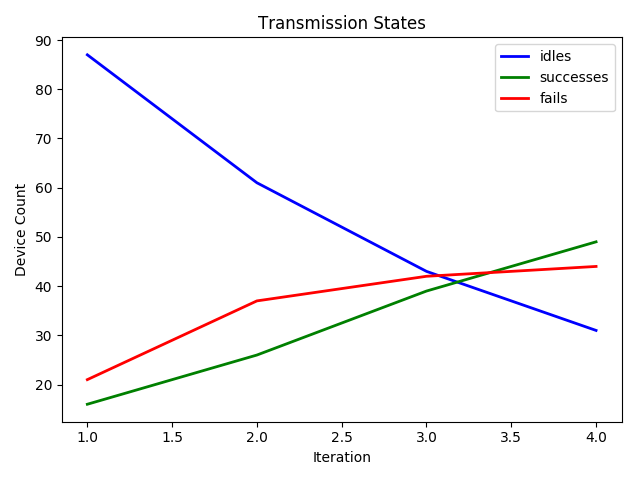 Transmission States
90
80
70
60
50
40
30
20
Device Count
idles
successes
fails
1.0 1.5 2.0 2.5 3.0 3.5 4.0
Iteration